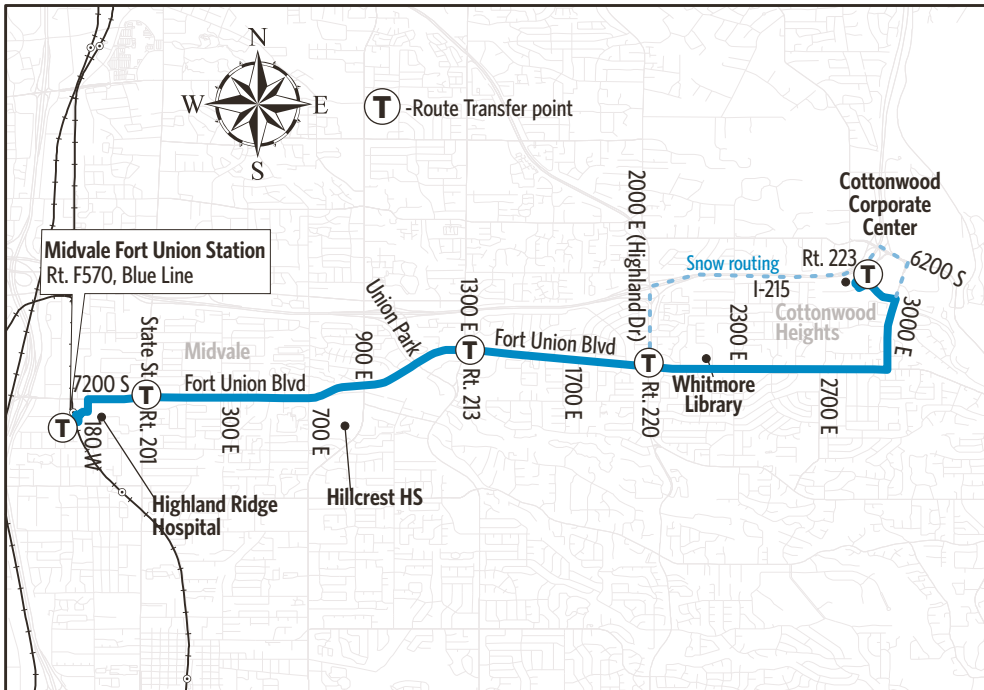 N
W
E
S
T
-Route Transfer point
Midvale Fort Union Station
Rt. F570, Blue Line
Cottonwood
Corporate
Center
2000 E (Highland Dr)
Snow routing
Rt. 223
T
6200 S
I-215
Cottonwood
Heights
3000 E
State St
Midvale
900 E
Union Park
1300 E
T
Fort Union Blvd
2300 E
T
7200 S
T
Fort Union Blvd
Rt. 213
1700 E
Rt. 220
Whitmore
Library
2700 E
T
180 W
Rt. 201
300 E
700 E
Highland Ridge
Hospital
Hillcrest HS